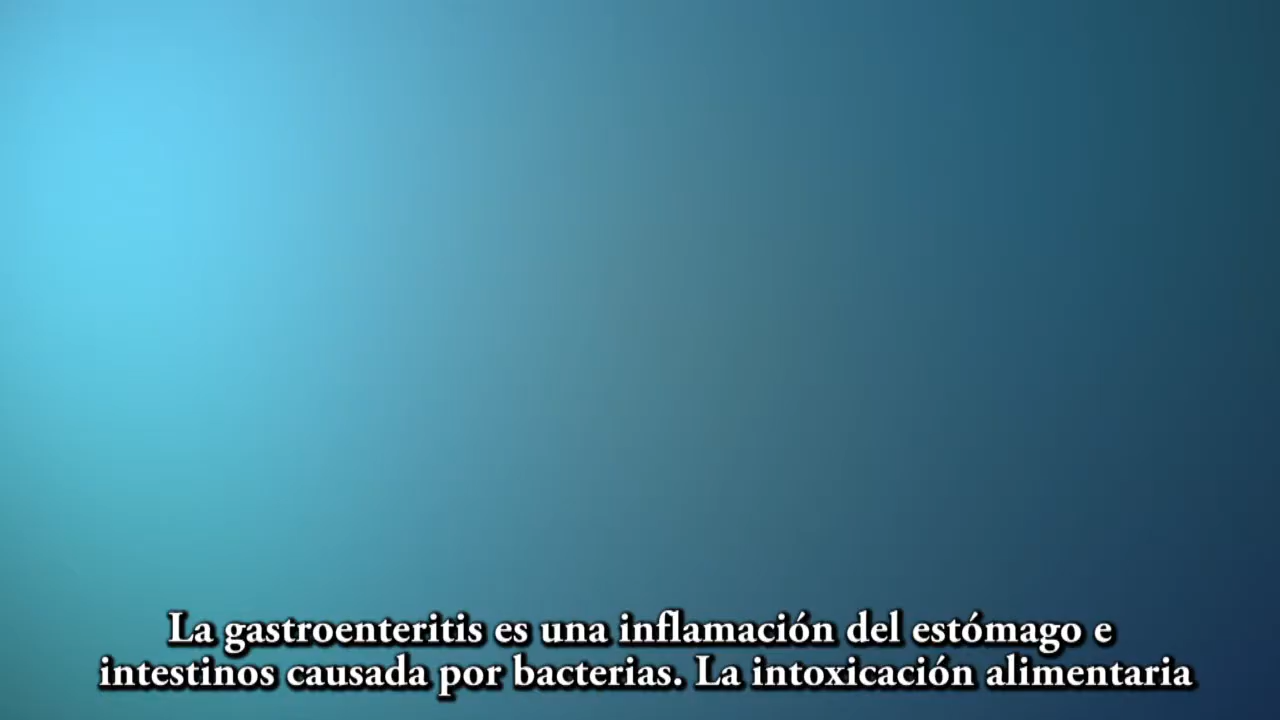 La gastroenteritis es una inflamación del estómago e
intestinos causada por bacterias. La intoxicación alimentaria